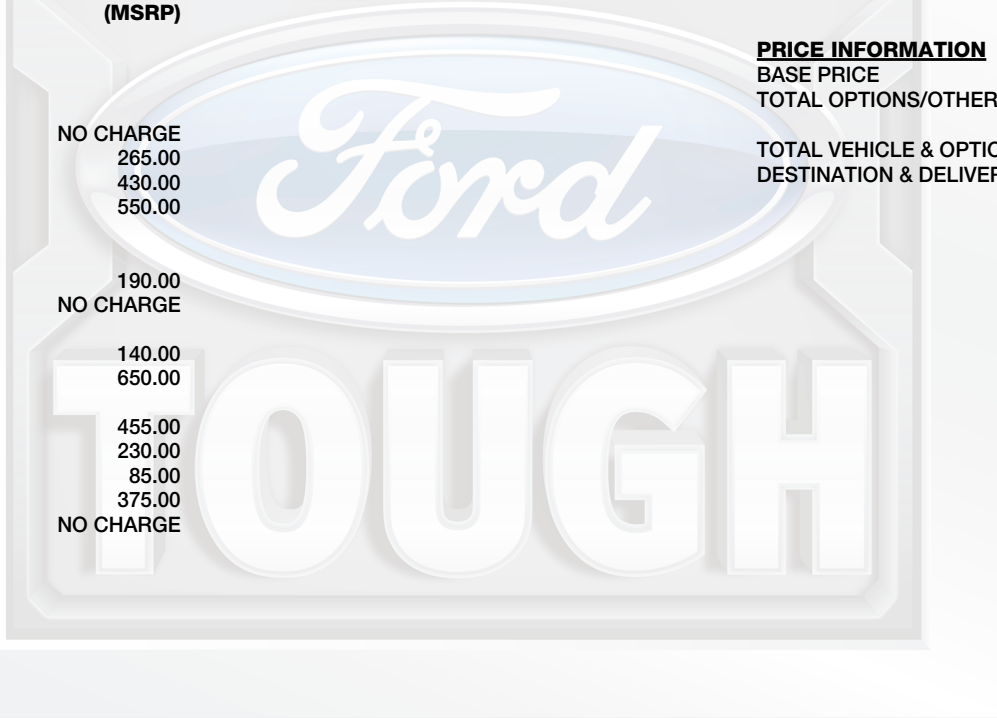 (MSRP)
NO CHARGE
265.00
430.00
550.00
190.00
NO CHARGE
140.00
650.00
455.00
230.00
85.00
375.00
NO CHARGE
PRICE INFORMATION
BASE PRICE
TOTAL OPTIONS/OTHER
TOTAL VEHICLE & OPTIO
DESTINATION & DELIVER
Ford
TOUGH